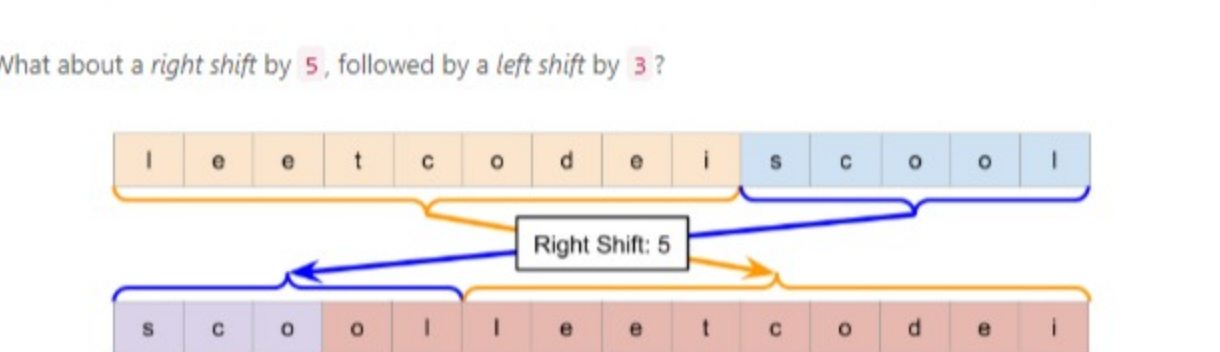 What about a right shift by 5, followed by a left shift by 3?
l e e t c o d e i s c o o l
Right Shift: 5
s c o o l l e e t c o d e i